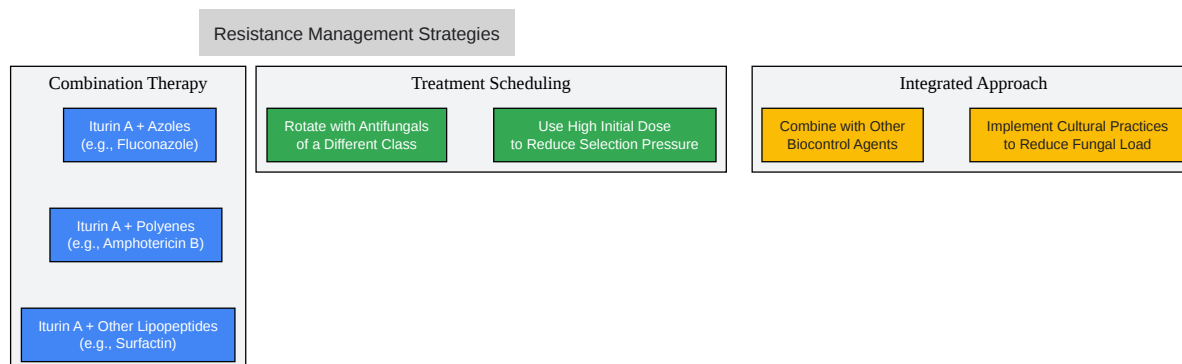 Resistance Management Strategies
Combination Therapy
Iturin A + Azoles
(e.g., Fluconazole)
Iturin A + Polyenes
(e.g., Amphotericin B)
Iturin A + Other Lipopeptides
(e.g., Surfactin)
Treatment Scheduling
Rotate with Antifungals
of a Different Class
Use High Initial Dose
to Reduce Selection Pressure
Integrated Approach
Combine with Other
Biocontrol Agents
Implement Cultural Practices
to Reduce Fungal Load